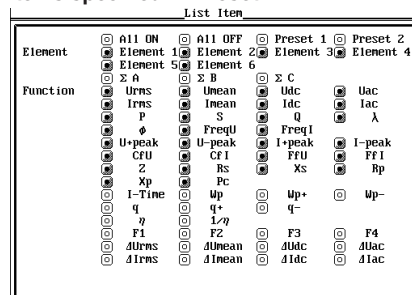 List Item
All ON All OFF Preset 1 Preset 2
Element Element 1 Element 2 Element 3 Element 4
Element 5 Element 6
Σ A Σ B Σ C
Function Urms Umean Udc Uac
Irms Imean Idc Iac
P S Q λ
ϕ FreqU FreqI
U+peak U-peak I+peak I-peak
CfU CfI FfU FfI
Z Rs Xs Rp
Xp Pc
I-Time Wp Wp+ Wp-
q q+ q-
η 1/η
F1 F2 F3 F4
ΔUrms ΔUmean ΔUdc ΔUac
ΔIrms ΔImean ΔIdc ΔIac